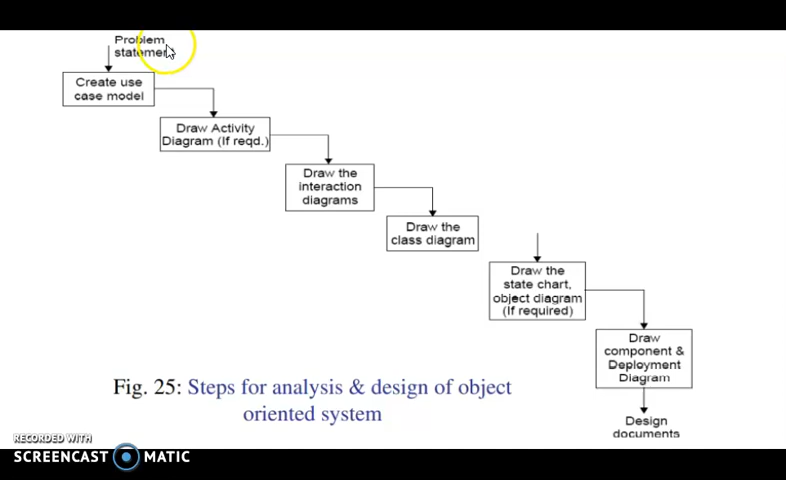 Problem
statement
Create use
case model
Draw Activity
Diagram (If reqd.)
Draw the
interaction
diagrams
Draw the
class diagram
Draw the
state chart,
object diagram
(If required)
Draw
component &
Deployment
Diagram
Design
documents
Fig. 25: Steps for analysis & design of object
oriented system
RECORDED WITH
SCREENCAST MATIC